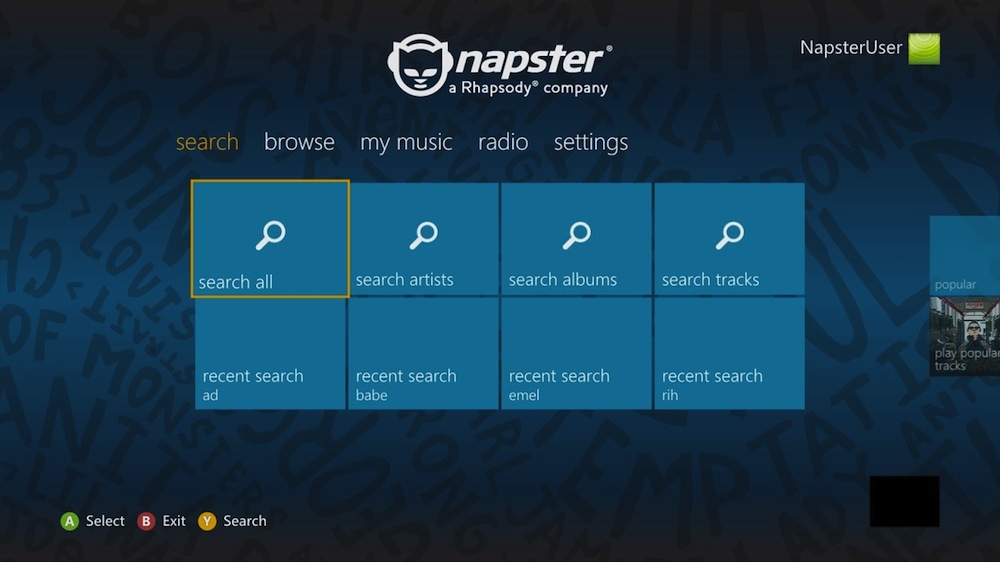 napster®
a Rhapsody® company
NapsterUser
search browse my music radio settings
search all
search artists
search albums
search tracks
recent search
ad
recent search
babe
recent search
emel
recent search
rih
popular
play popular
tracks
A Select B Exit Y Search